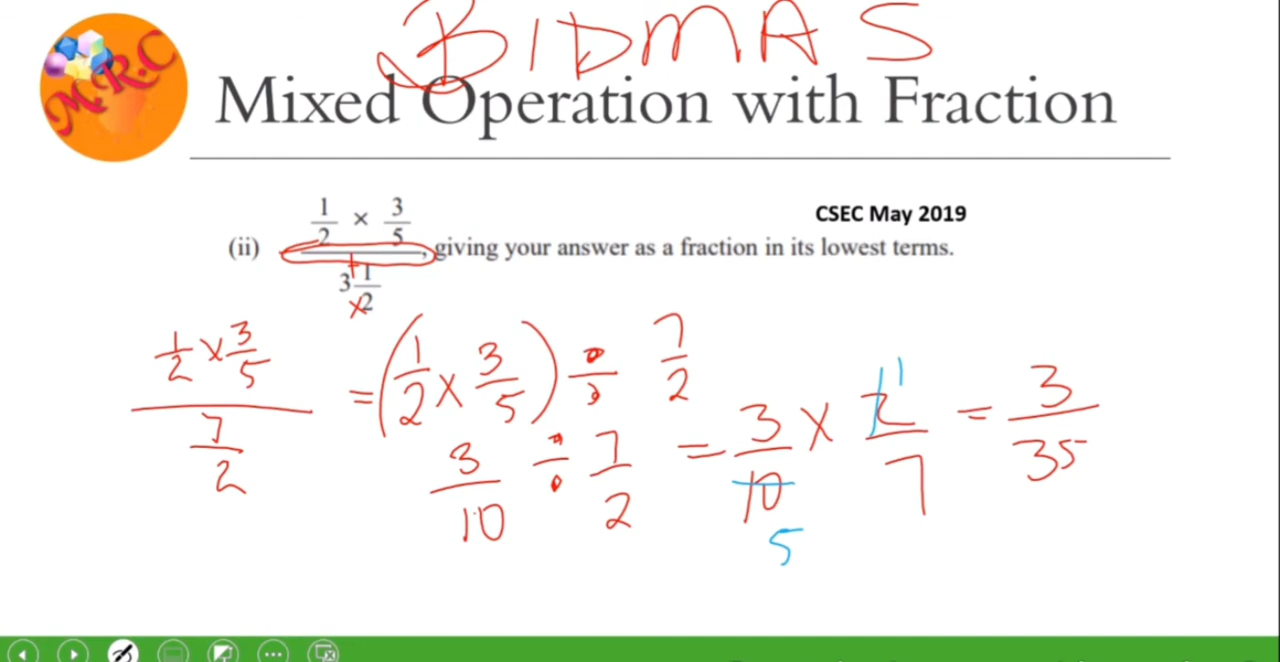 BIDMAS
M.R.C
Mixed Operation with Fraction
CSEC May 2019
(ii) 1/2 × 3/5 / 3 1/2 , giving your answer as a fraction in its lowest terms.
+
×
1/2 × 3/5 / 7/2 = (1/2 × 3/5) ÷ 7/2
3/10 ÷ 7/2 = 3/10 × 2/7 = 3/35
1
5